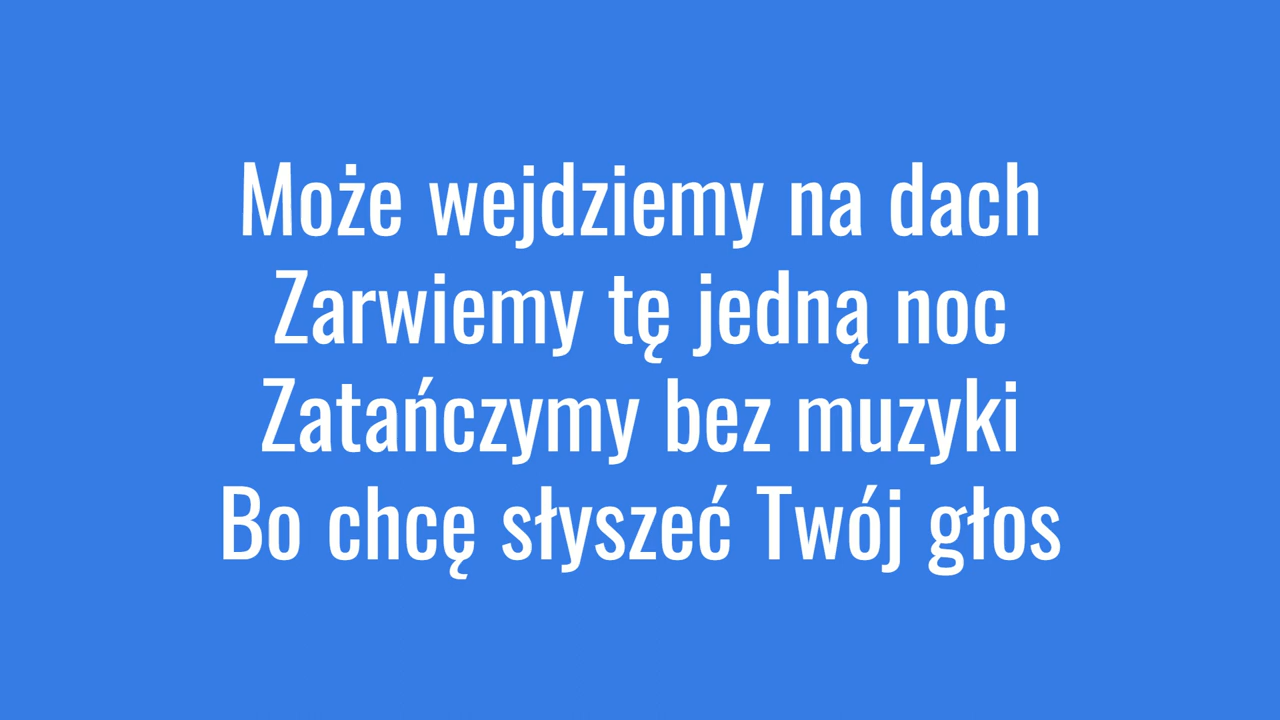 Może wejdziemy na dach
Zarwiemy tę jedną noc
Zatańczymy bez muzyki
Bo chcę słyszeć Twój głos